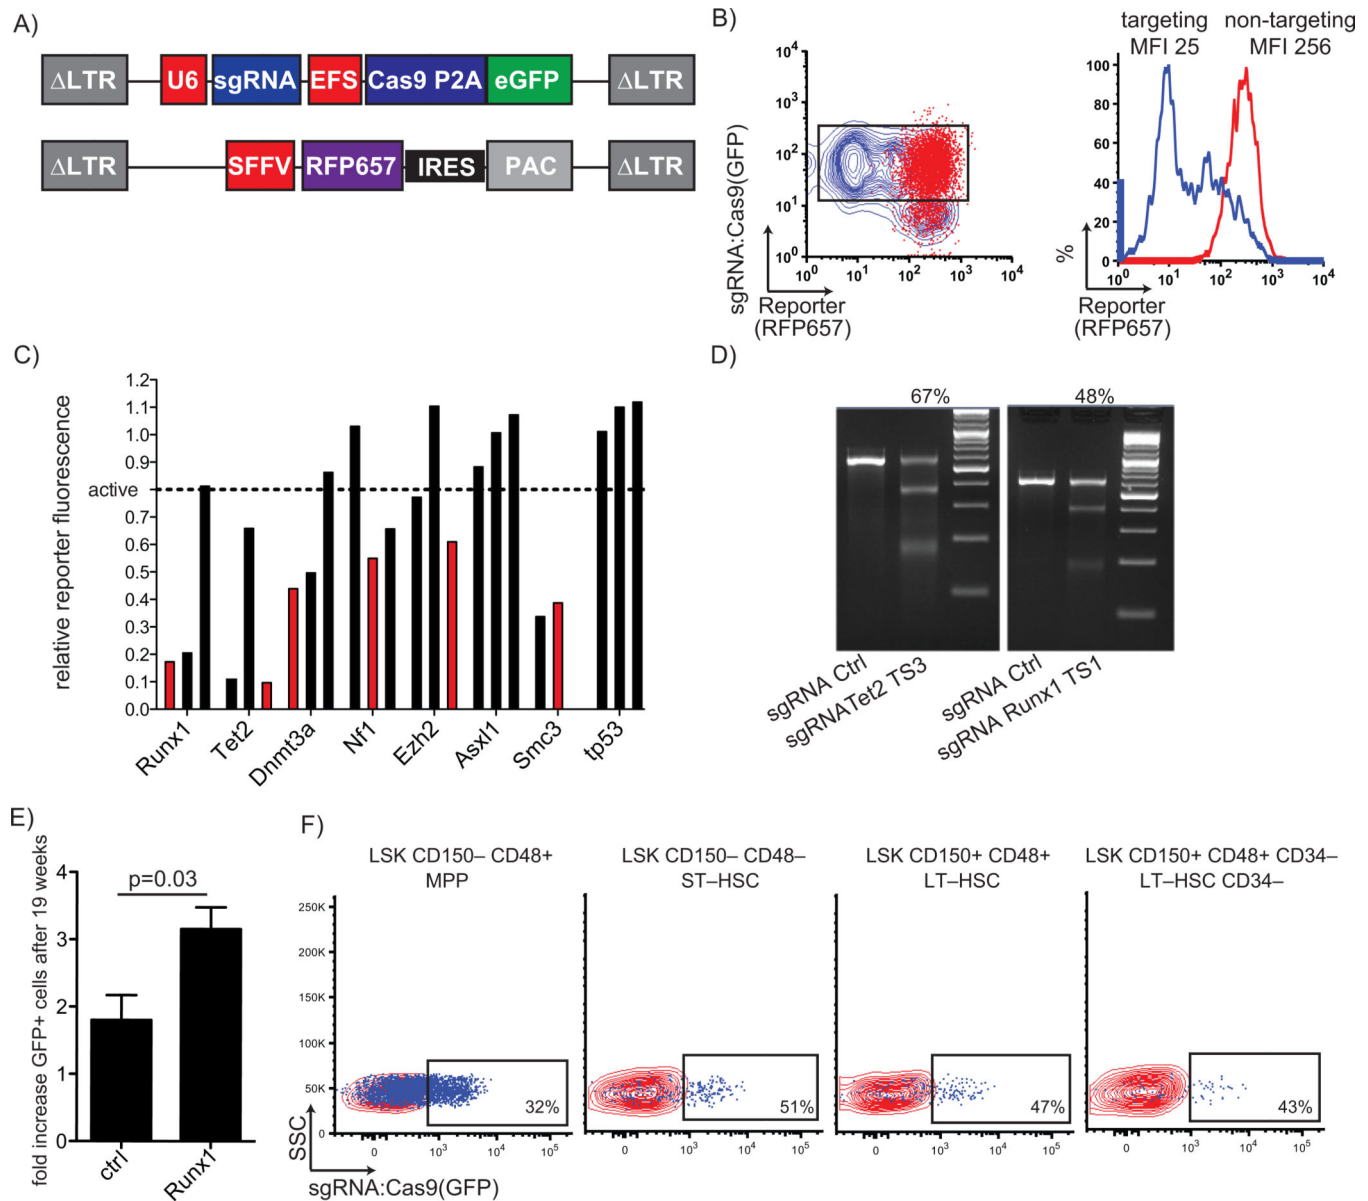 A)
ΔLTR U6 sgRNA EFS Cas9 P2A eGFP ΔLTR
ΔLTR SFFV RFP657 IRES PAC ΔLTR
B)
sgRNA:Cas9(GFP)
10⁴
10³
10²
10¹
10⁰
10⁰ 10¹ 10² 10³ 10⁴
Reporter
(RFP657)
targeting non-targeting
MFI 25 MFI 256
%
100
80
60
40
20
0
10⁰ 10¹ 10² 10³ 10⁴
Reporter
(RFP657)
C)
relative reporter fluorescence
1.2
1.1
1.0
0.9
active
0.7
0.6
0.5
0.4
0.3
0.2
0.1
0.0
Runx1 Tet2 Dnmt3a Nf1 Ezh2 Asxl1 Smc3 tp53
D)
67% 48%
sgRNA Ctrl
sgRNATet2 TS3
sgRNA Ctrl
sgRNA Runx1 TS1
E)
fold increase GFP+ cells after 19 weeks
4
3
2
1
0
p=0.03
ctrl Runx1
F)
LSK CD150– CD48+
MPP
LSK CD150– CD48–
ST–HSC
LSK CD150+ CD48+
LT–HSC
LSK CD150+ CD48+ CD34–
LT–HSC CD34–
250K
200K
150K
100K
50K
0
SSC
32% 51% 47% 43%
0 10³ 10⁴ 10⁵
0 10³ 10⁴ 10⁵
0 10³ 10⁴ 10⁵
0 10³ 10⁴ 10⁵
sgRNA:Cas9(GFP)